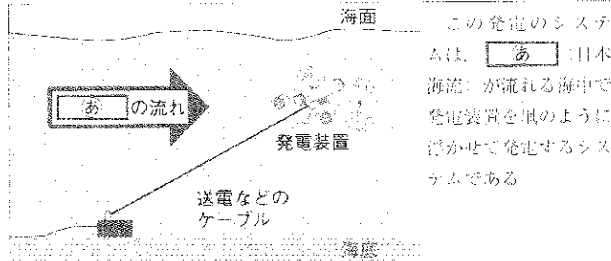 海面
あ の流れ
発電装置
送電などの
ケーブル
海底
この発電のシステ
ムは、 あ (日本
海流) が流れる海中で
発電装置を凧のように
浮かせて発電するシス
テムである